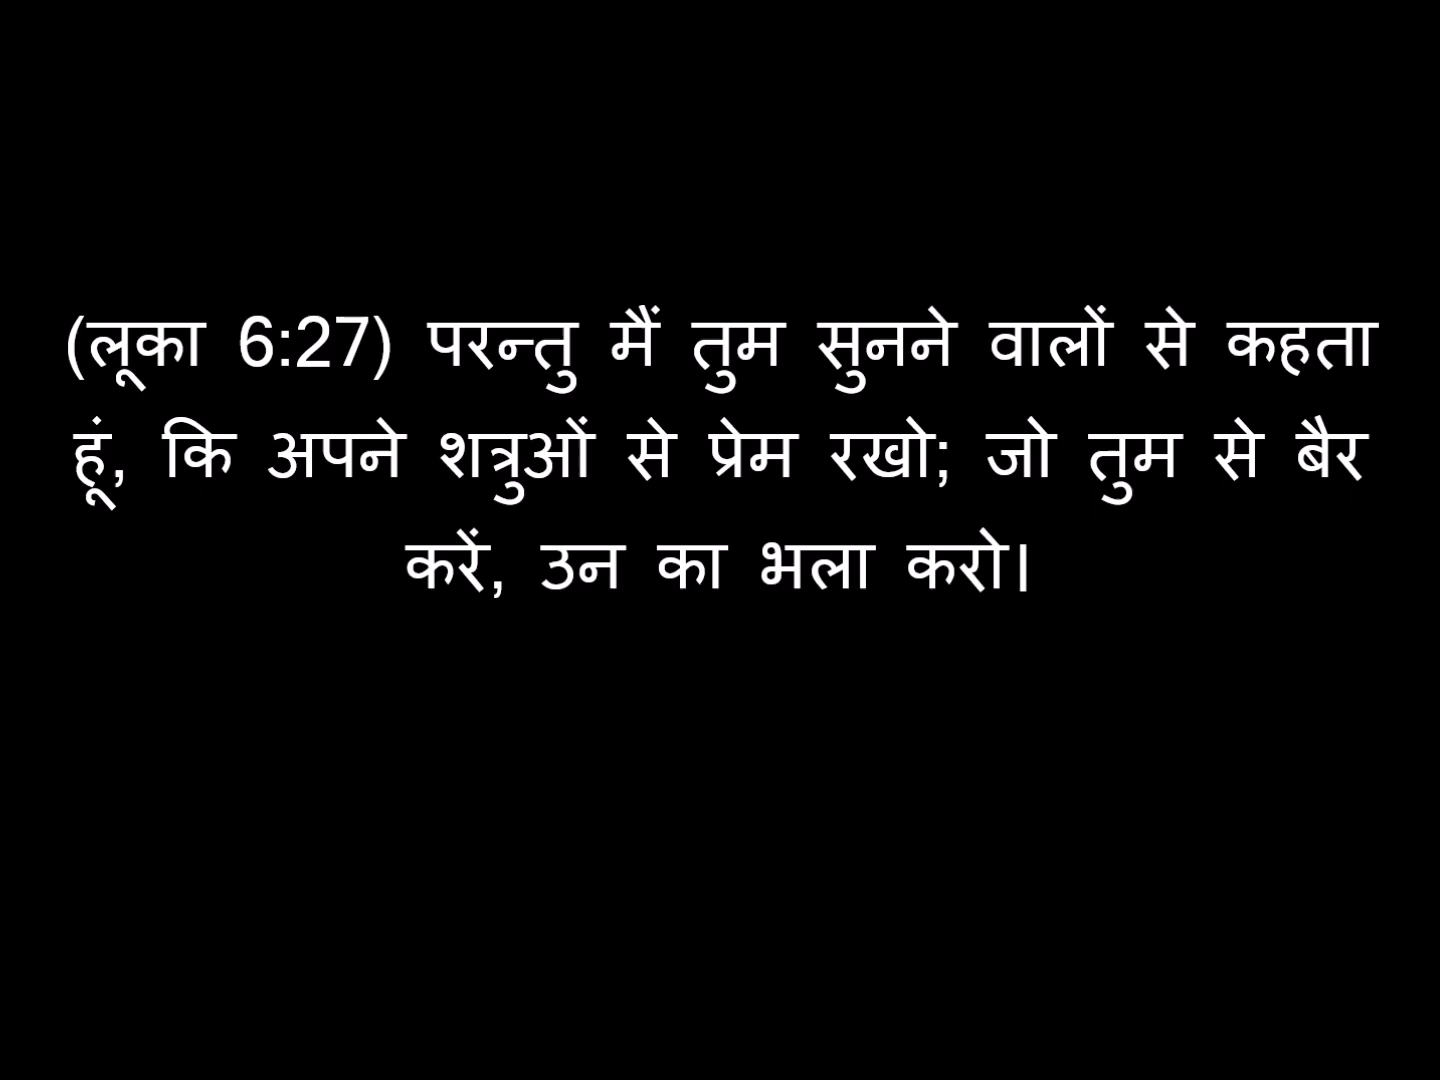 (लूका 6:27) परन्तु मैं तुम सुनने वालों से कहता
हूं, कि अपने शत्रुओं से प्रेम रखो; जो तुम से बैर
करें, उन का भला करो।